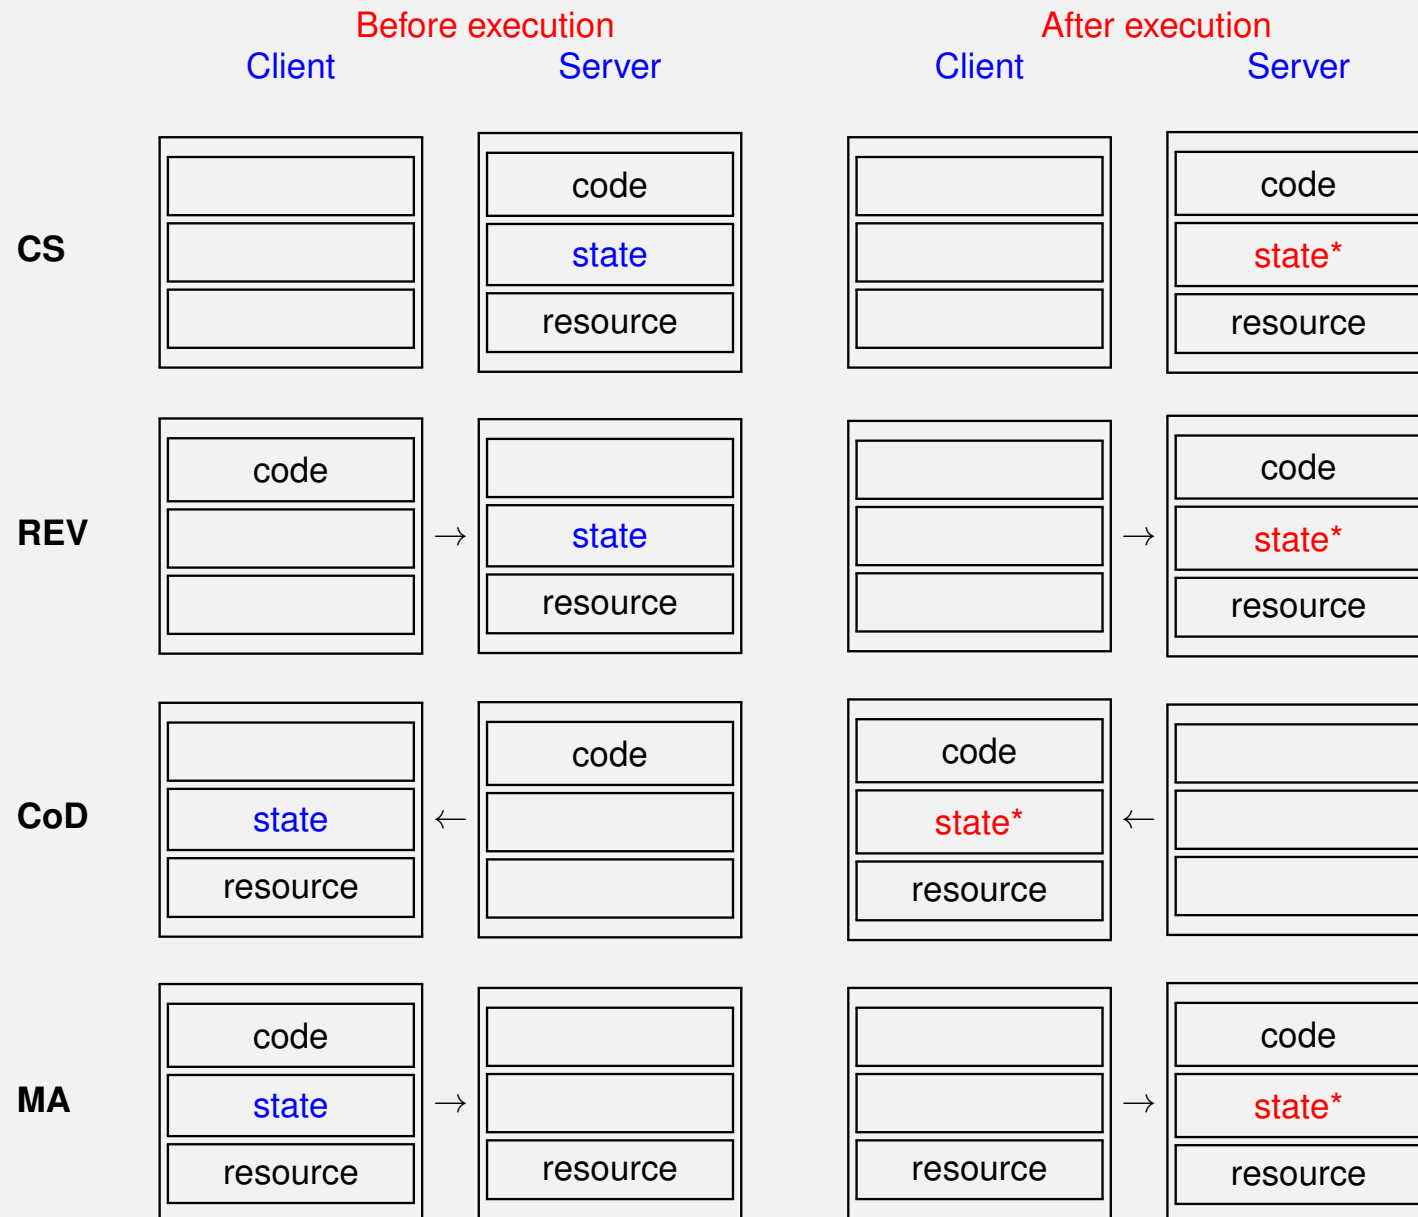 Before execution After execution
Client Server Client Server
code code
CS state state*
resource resource
code code
REV → state → state*
resource resource
code code
CoD state ← state* ←
resource resource
code code
MA state → → state*
resource resource resource resource